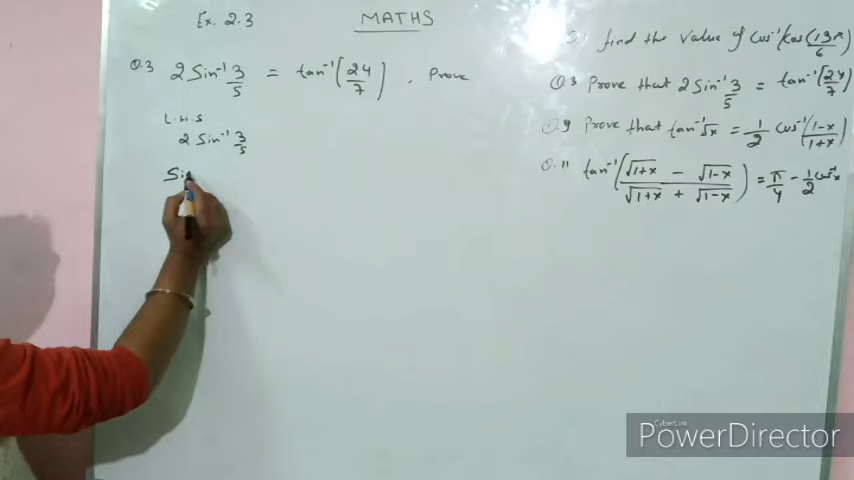 Ex. 2.3
MATHS
Q.3 2 Sin⁻¹ 3/5 = tan⁻¹ (24/7) . Prove
L.H.S
2 Sin⁻¹ 3/5
Si
find the value of Cos⁻¹(Cos(13π/6)
Q.3 Prove that 2 Sin⁻¹ 3/5 = tan⁻¹(24/7)
Q.9 Prove that tan⁻¹√x = 1/2 Cos⁻¹(1-x/1+x)
Q.11 tan⁻¹(√1+x - √1-x / √1+x + √1-x) = π/4 - 1/2 cos⁻¹x
CyberLink
PowerDirector